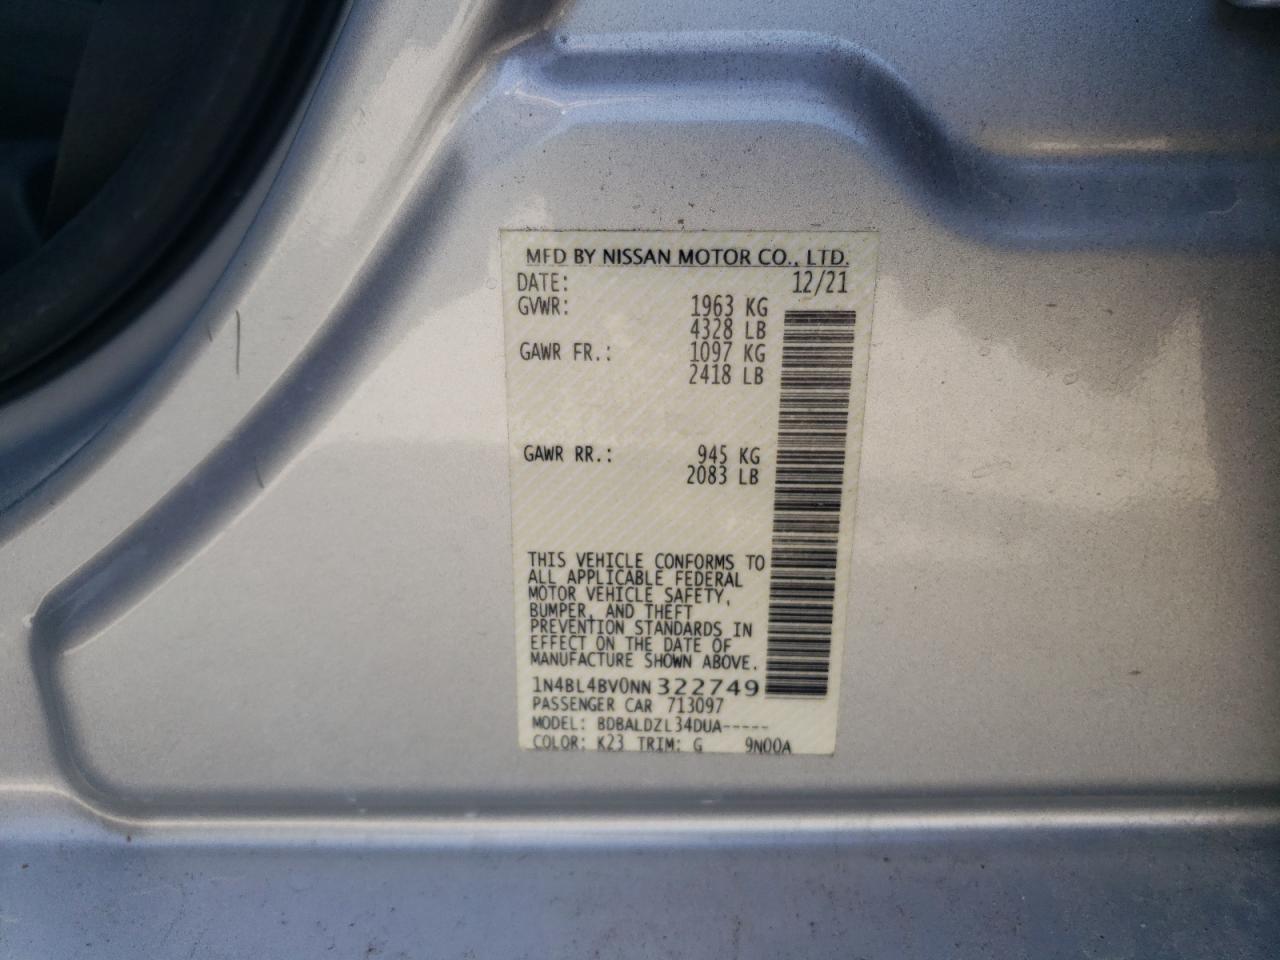 MFD BY NISSAN MOTOR CO., LTD.
DATE: 12/21
GVWR: 1963 KG
4328 LB
GAWR FR.: 1097 KG
2418 LB
GAWR RR.: 945 KG
2083 LB
THIS VEHICLE CONFORMS TO
ALL APPLICABLE FEDERAL
MOTOR VEHICLE SAFETY,
BUMPER, AND THEFT
PREVENTION STANDARDS IN
EFFECT ON THE DATE OF
MANUFACTURE SHOWN ABOVE.
1N4BL4BV0NN322749
PASSENGER CAR 713097
MODEL: BDBALDZL34DUA-----
COLOR: K23 TRIM: G 9N00A